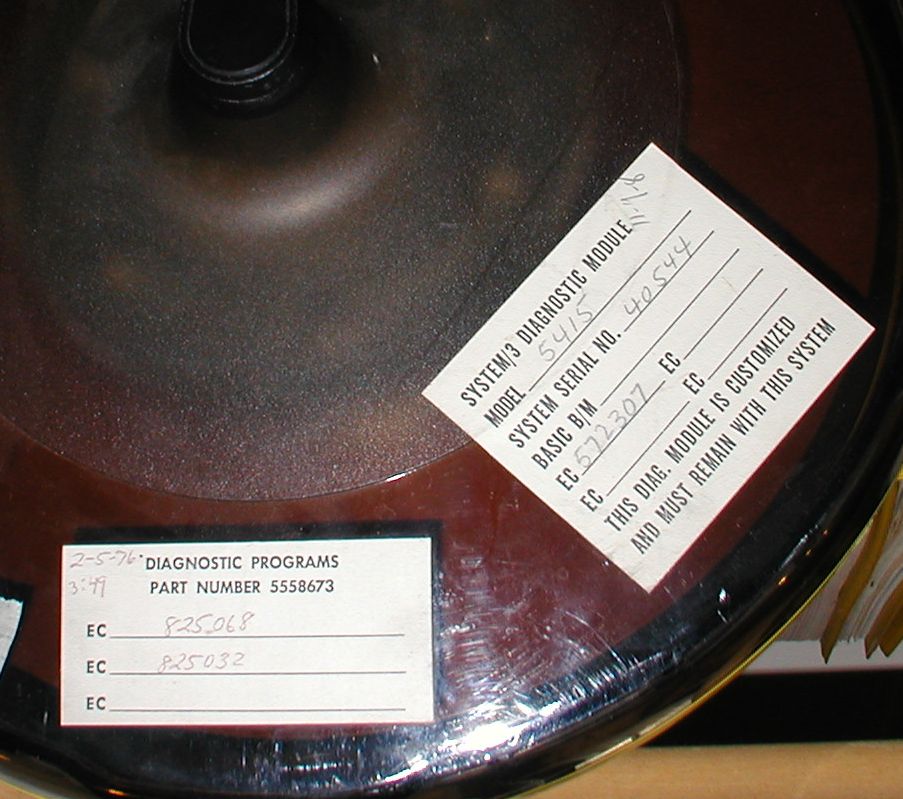 SYSTEM/3 DIAGNOSTIC MODULE
MODEL 5415
SYSTEM SERIAL NO. 40544
BASIC B/M
EC 572307 EC
EC EC
THIS DIAG. MODULE IS CUSTOMIZED
AND MUST REMAIN WITH THIS SYSTEM
2-5-76 DIAGNOSTIC PROGRAMS
3:49 PART NUMBER 5558673
EC 825068
EC 825032
EC